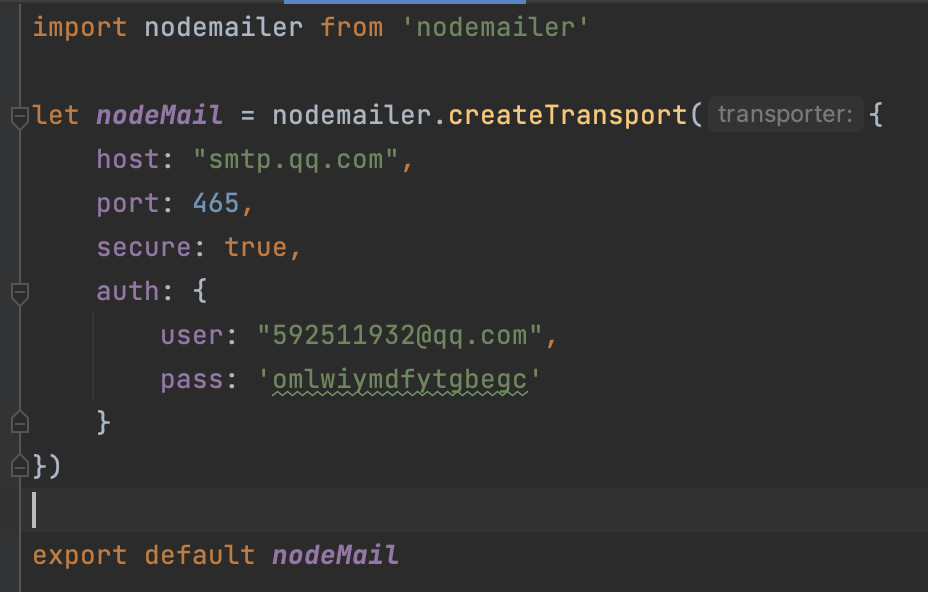 import nodemailer from 'nodemailer'
let nodeMail = nodemailer.createTransport( transporter: {
host: "smtp.qq.com",
port: 465,
secure: true,
auth: {
user: "592511932@qq.com",
pass: 'omlwiymdfytgbegc'
}
})
export default nodeMail